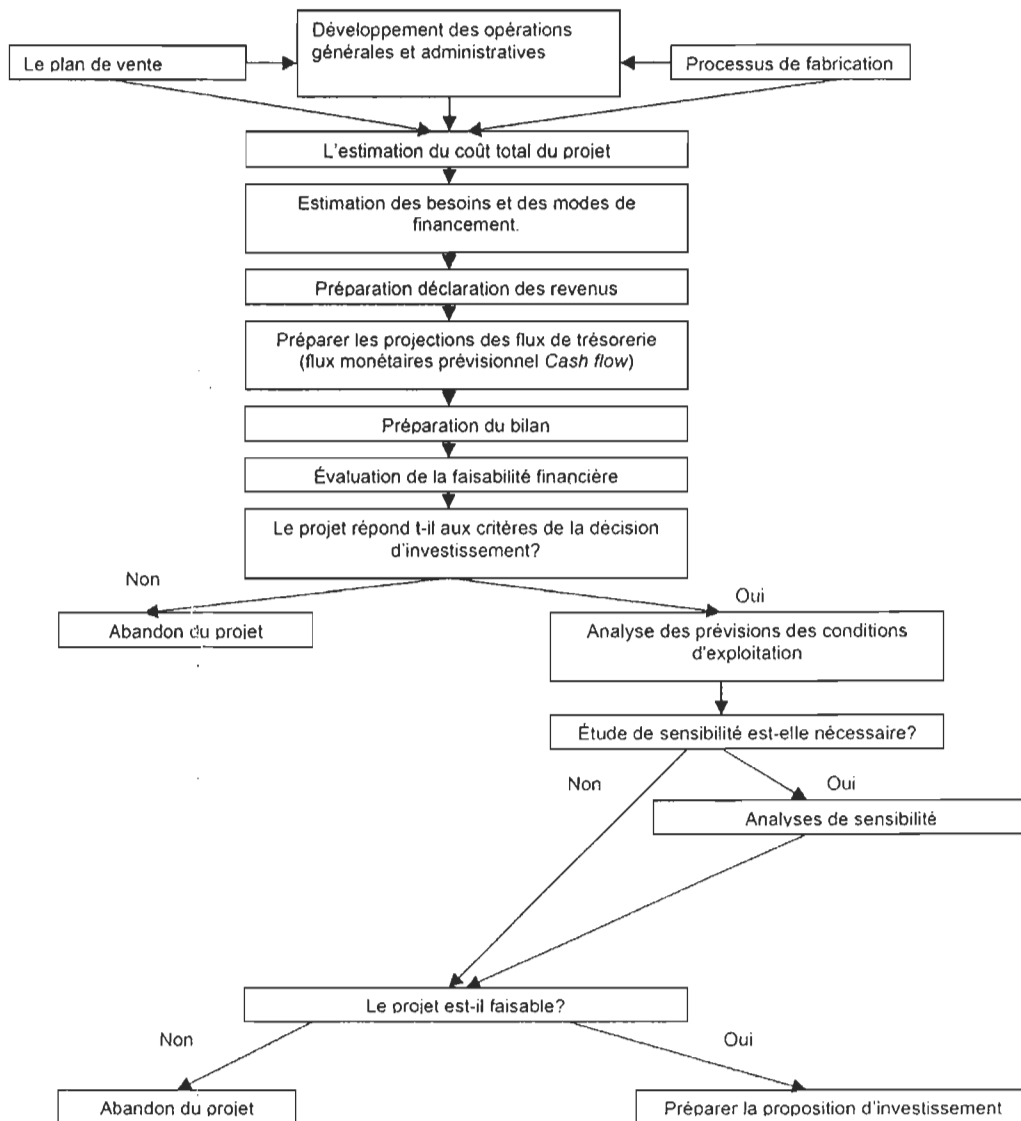 Développement des opérations
générales et administratives
Le plan de vente
Processus de fabrication
L'estimation du coût total du projet
Estimation des besoins et des modes de
financement.
Préparation déclaration des revenus
Préparer les projections des flux de trésorerie
(flux monétaires prévisionnel Cash flow)
Préparation du bilan
Évaluation de la faisabilité financière
Le projet répond t-il aux critères de la décision
d'investissement?
Non
Oui
Abandon du projet
Analyse des prévisions des conditions
d'exploitation
Étude de sensibilité est-elle nécessaire?
Non
Oui
Analyses de sensibilité
Le projet est-il faisable?
Non
Oui
Abandon du projet
Préparer la proposition d'investissement